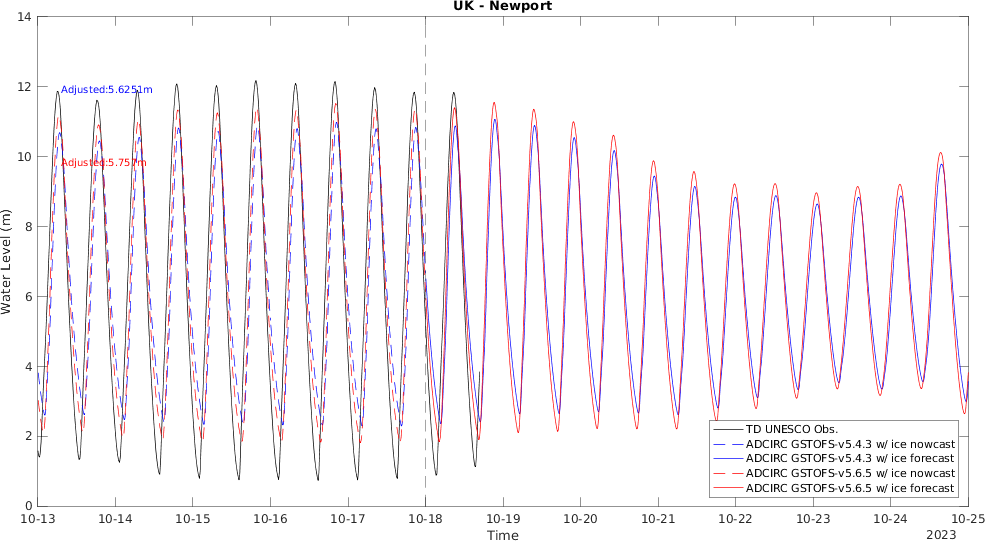 UK - Newport
14
12
10
8
6
4
2
0
Water Level (m)
Adjusted:5.6251m
Adjusted:5.757m
TD UNESCO Obs.
ADCIRC GSTOFS-v5.4.3 w/ ice nowcast
ADCIRC GSTOFS-v5.4.3 w/ ice forecast
ADCIRC GSTOFS-v5.6.5 w/ ice nowcast
ADCIRC GSTOFS-v5.6.5 w/ ice forecast
10-13 10-14 10-15 10-16 10-17 10-18 10-19 10-20 10-21 10-22 10-23 10-24 10-25
Time
2023